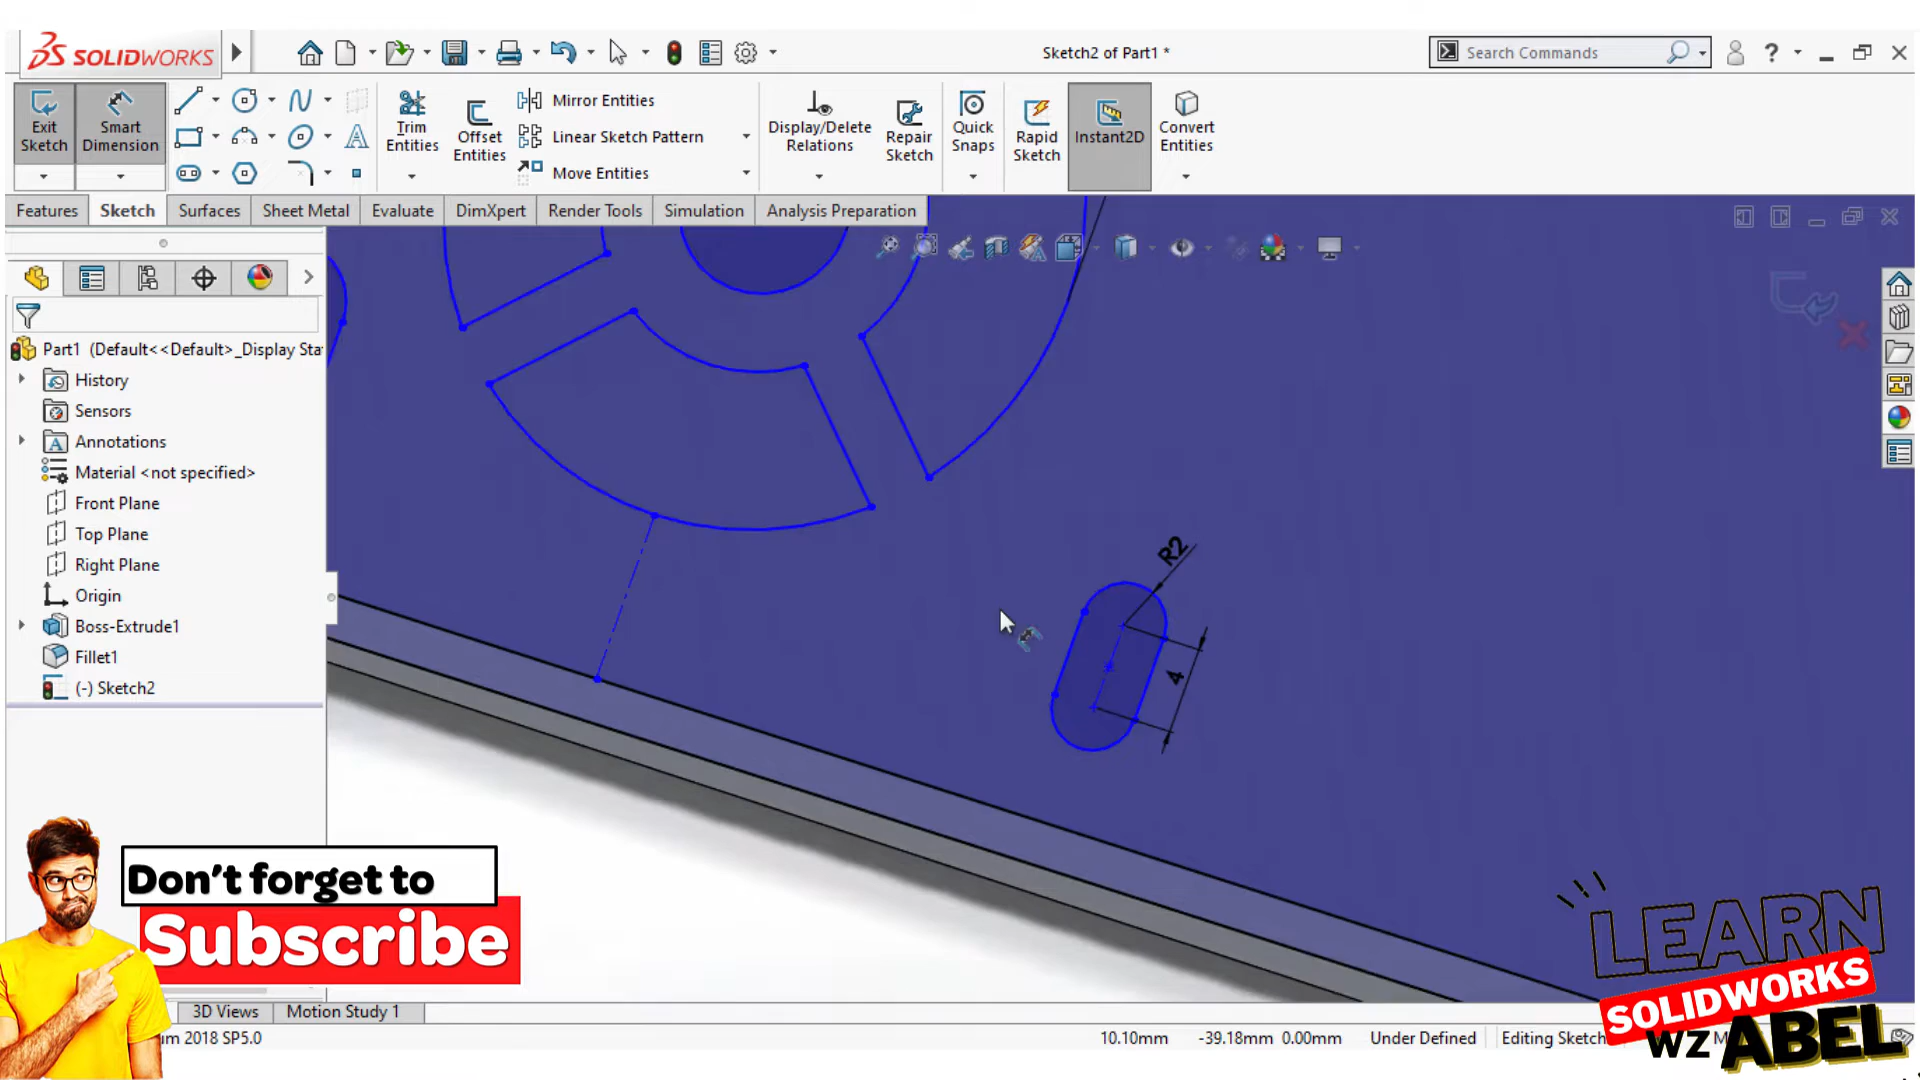 SOLIDWORKS
Sketch2 of Part1 *
Search Commands
?
Exit Sketch
Smart Dimension
Trim Entities
Offset Entities
Mirror Entities
Linear Sketch Pattern
Move Entities
Display/Delete Relations
Repair Sketch
Quick Snaps
Rapid Sketch
Instant2D
Convert Entities
Features
Sketch
Surfaces
Sheet Metal
Evaluate
DimXpert
Render Tools
Simulation
Analysis Preparation
Part1 (Default<<Default>_Display Sta
History
Sensors
Annotations
Material <not specified>
Front Plane
Top Plane
Right Plane
Origin
Boss-Extrude1
Fillet1
(-) Sketch2
R2
4
Don't forget to
Subscribe
LEARN
SOLIDWORKS
WZ ABEL
3D Views
Motion Study 1
um 2018 SP5.0
10.10mm
-39.18mm
0.00mm
Under Defined
Editing Sketch